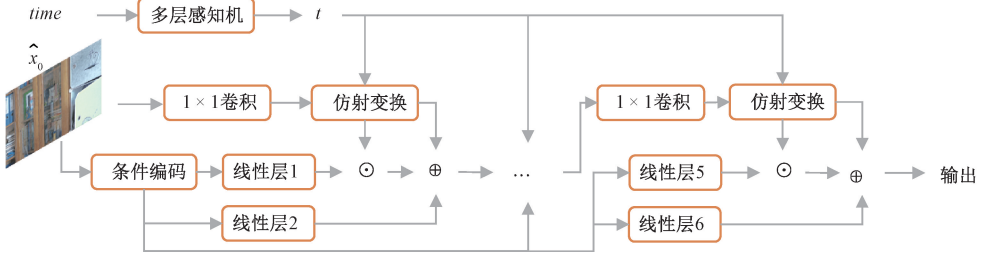 time 多层感知机 t
x̂₀
1 × 1卷积 仿射变换 1 × 1卷积 仿射变换
条件编码 线性层1 ⊙ ⊕ … 线性层5 ⊙ ⊕ 输出
线性层2 线性层6